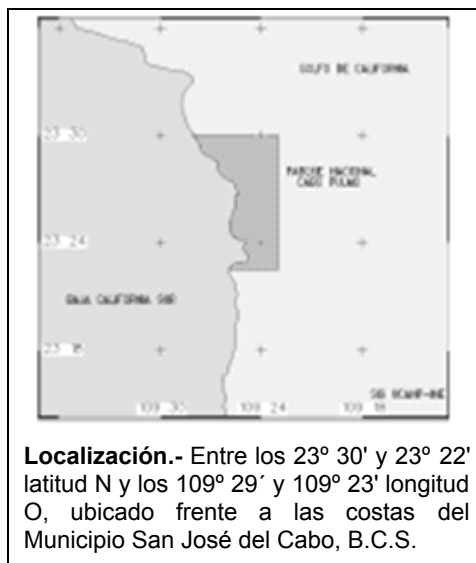 GOLFO DE CALIFORNIA
23 30
PARQUE NACIONAL
CABO PULMO
23 24
BAJA CALIFORNIA SUR
23 18
109 30
109 24
109 18
Localización.- Entre los 23º 30' y 23º 22'
latitud N y los 109º 29´ y 109º 23' longitud
O, ubicado frente a las costas del
Municipio San José del Cabo, B.C.S.